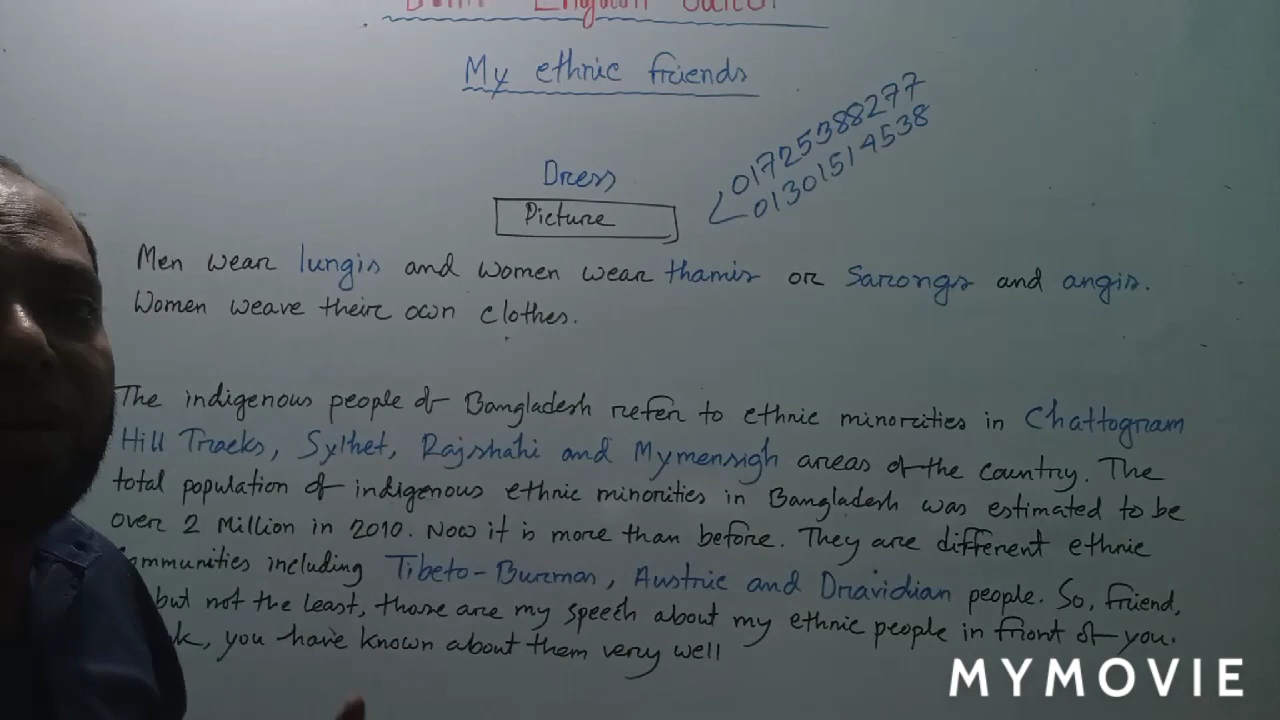 My ethnic friends
Dress
01725388277
01301514538
Picture
Men wear lungis and women wear thamis or Sarongs and angis.
Women weave their own clothes.
The indigenous people of Bangladesh refer to ethnic minorities in Chattogram
Hill Tracks, Sylhet, Rajshahi and Mymensigh areas of the country. The
total population of indigenous ethnic minorities in Bangladesh was estimated to be
over 2 Million in 2010. Now it is more than before. They are different ethnic
mmunities including Tibeto-Burman, Austric and Dravidian people. So, friend,
but not the least, those are my speech about my ethnic people in front of you.
k, you have known about them very well
MYMOVIE